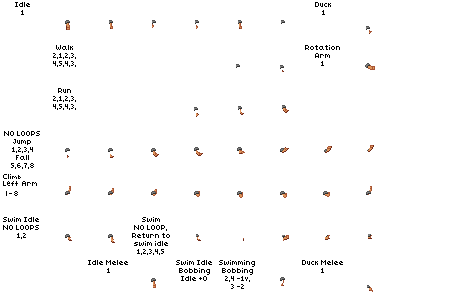 Idle
1
Duck
1
Walk
2,1,2,3,
4,5,4,3,
Rotation
Arm
1
Run
2,1,2,3,
4,5,4,3,
NO LOOPS
Jump
1,2,3,4
Fall
5,6,7,8
Climb
Left Arm
1- 8
Swim Idle
NO LOOPS
1,2
Swim
NO LOOP,
Return to
swim idle
1,2,3,4,5
Idle Melee
1
Swim Idle
Bobbing
Idle +0
Swimming
Bobbing
2,4 -1y,
3 -2
Duck Melee
1